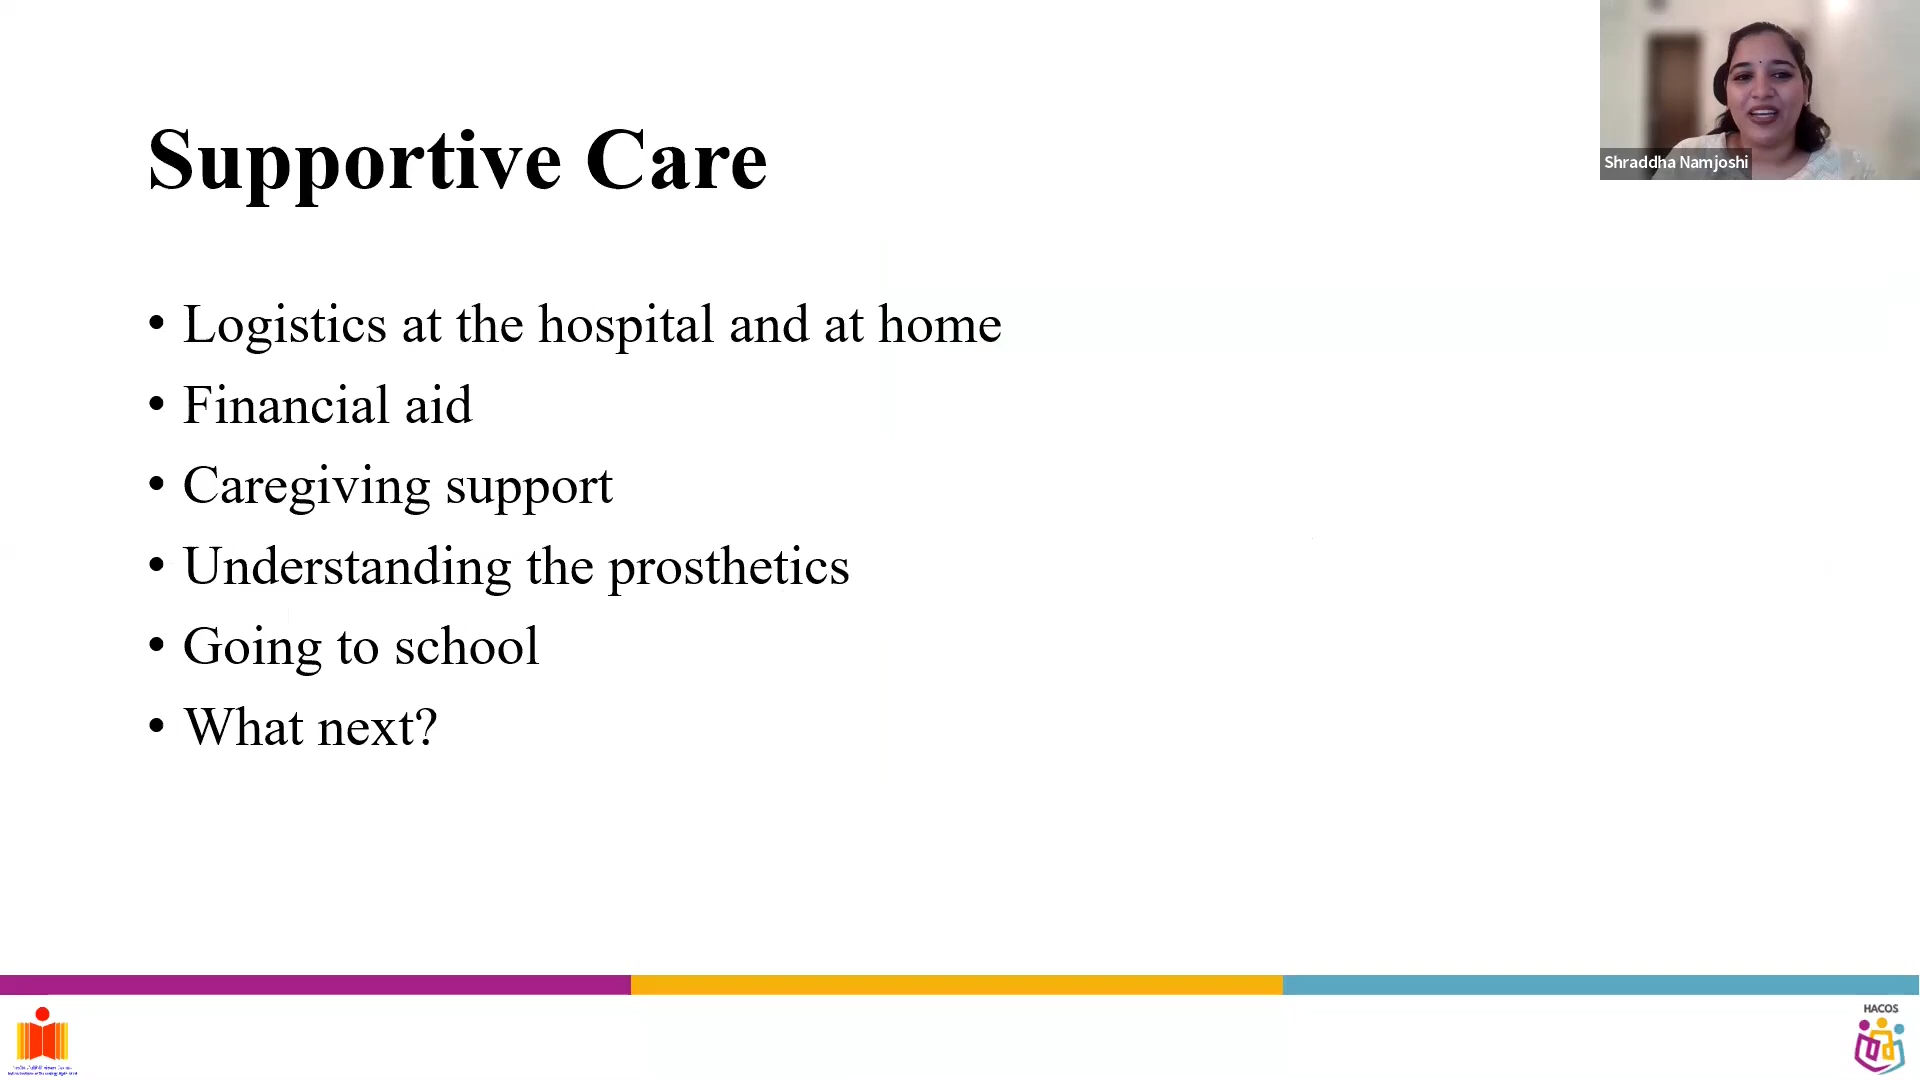 Shraddha Namjoshi
Supportive Care
• Logistics at the hospital and at home
• Financial aid
• Caregiving support
• Understanding the prosthetics
• Going to school
• What next?
HACOS